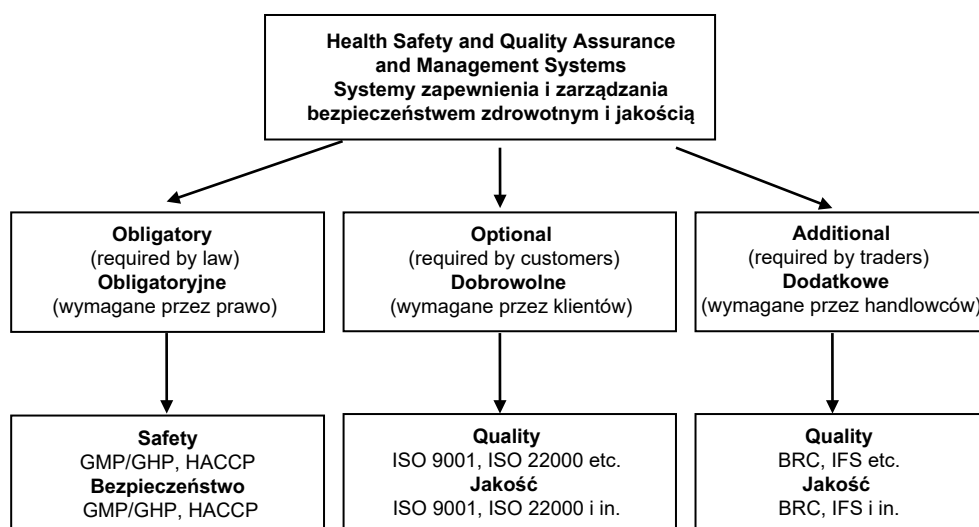 Health Safety and Quality Assurance
and Management Systems
Systemy zapewnienia i zarządzania
bezpieczeństwem zdrowotnym i jakością
Obligatory
(required by law)
Obligatoryjne
(wymagane przez prawo)
Optional
(required by customers)
Dobrowolne
(wymagane przez klientów)
Additional
(required by traders)
Dodatkowe
(wymagane przez handlowców)
Safety
GMP/GHP, HACCP
Bezpieczeństwo
GMP/GHP, HACCP
Quality
ISO 9001, ISO 22000 etc.
Jakość
ISO 9001, ISO 22000 i in.
Quality
BRC, IFS etc.
Jakość
BRC, IFS i in.